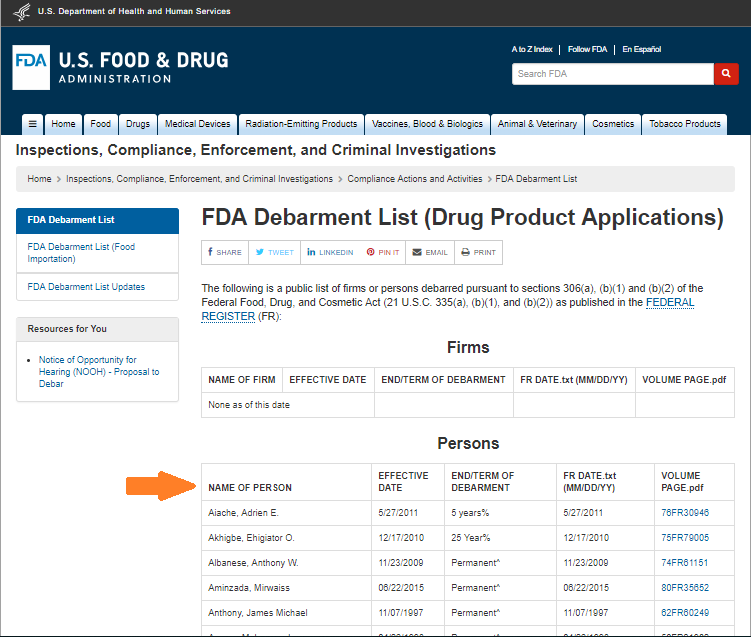 U.S. Department of Health and Human Services
FDA U.S. FOOD & DRUG
ADMINISTRATION
A to Z Index | Follow FDA | En Español
Search FDA
≡ Home Food Drugs Medical Devices Radiation-Emitting Products Vaccines, Blood & Biologics Animal & Veterinary Cosmetics Tobacco Products
Inspections, Compliance, Enforcement, and Criminal Investigations
Home > Inspections, Compliance, Enforcement, and Criminal Investigations > Compliance Actions and Activities > FDA Debarment List
FDA Debarment List
FDA Debarment List (Food
Importation)
FDA Debarment List Updates
Resources for You
• Notice of Opportunity for
Hearing (NOOH) - Proposal to
Debar
FDA Debarment List (Drug Product Applications)
SHARE TWEET LINKEDIN PIN IT EMAIL PRINT
The following is a public list of firms or persons debarred pursuant to sections 306(a), (b)(1) and (b)(2) of the
Federal Food, Drug, and Cosmetic Act (21 U.S.C. 335(a), (b)(1), and (b)(2)) as published in the FEDERAL
REGISTER (FR):
Firms
NAME OF FIRM EFFECTIVE DATE END/TERM OF DEBARMENT FR DATE.txt (MM/DD/YY) VOLUME PAGE.pdf
None as of this date
Persons
NAME OF PERSON EFFECTIVE DATE END/TERM OF DEBARMENT FR DATE.txt (MM/DD/YY) VOLUME PAGE.pdf
Aiache, Adrien E. 5/27/2011 5 years% 5/27/2011 76FR30946
Akhigbe, Ehigiator O. 12/17/2010 25 Year% 12/17/2010 75FR79005
Albanese, Anthony W. 11/23/2009 Permanent^ 11/23/2009 74FR61151
Aminzada, Mirwaiss 06/22/2015 Permanent^ 06/22/2015 80FR35652
Anthony, James Michael 11/07/1997 Permanent^ 11/07/1997 62FR60249